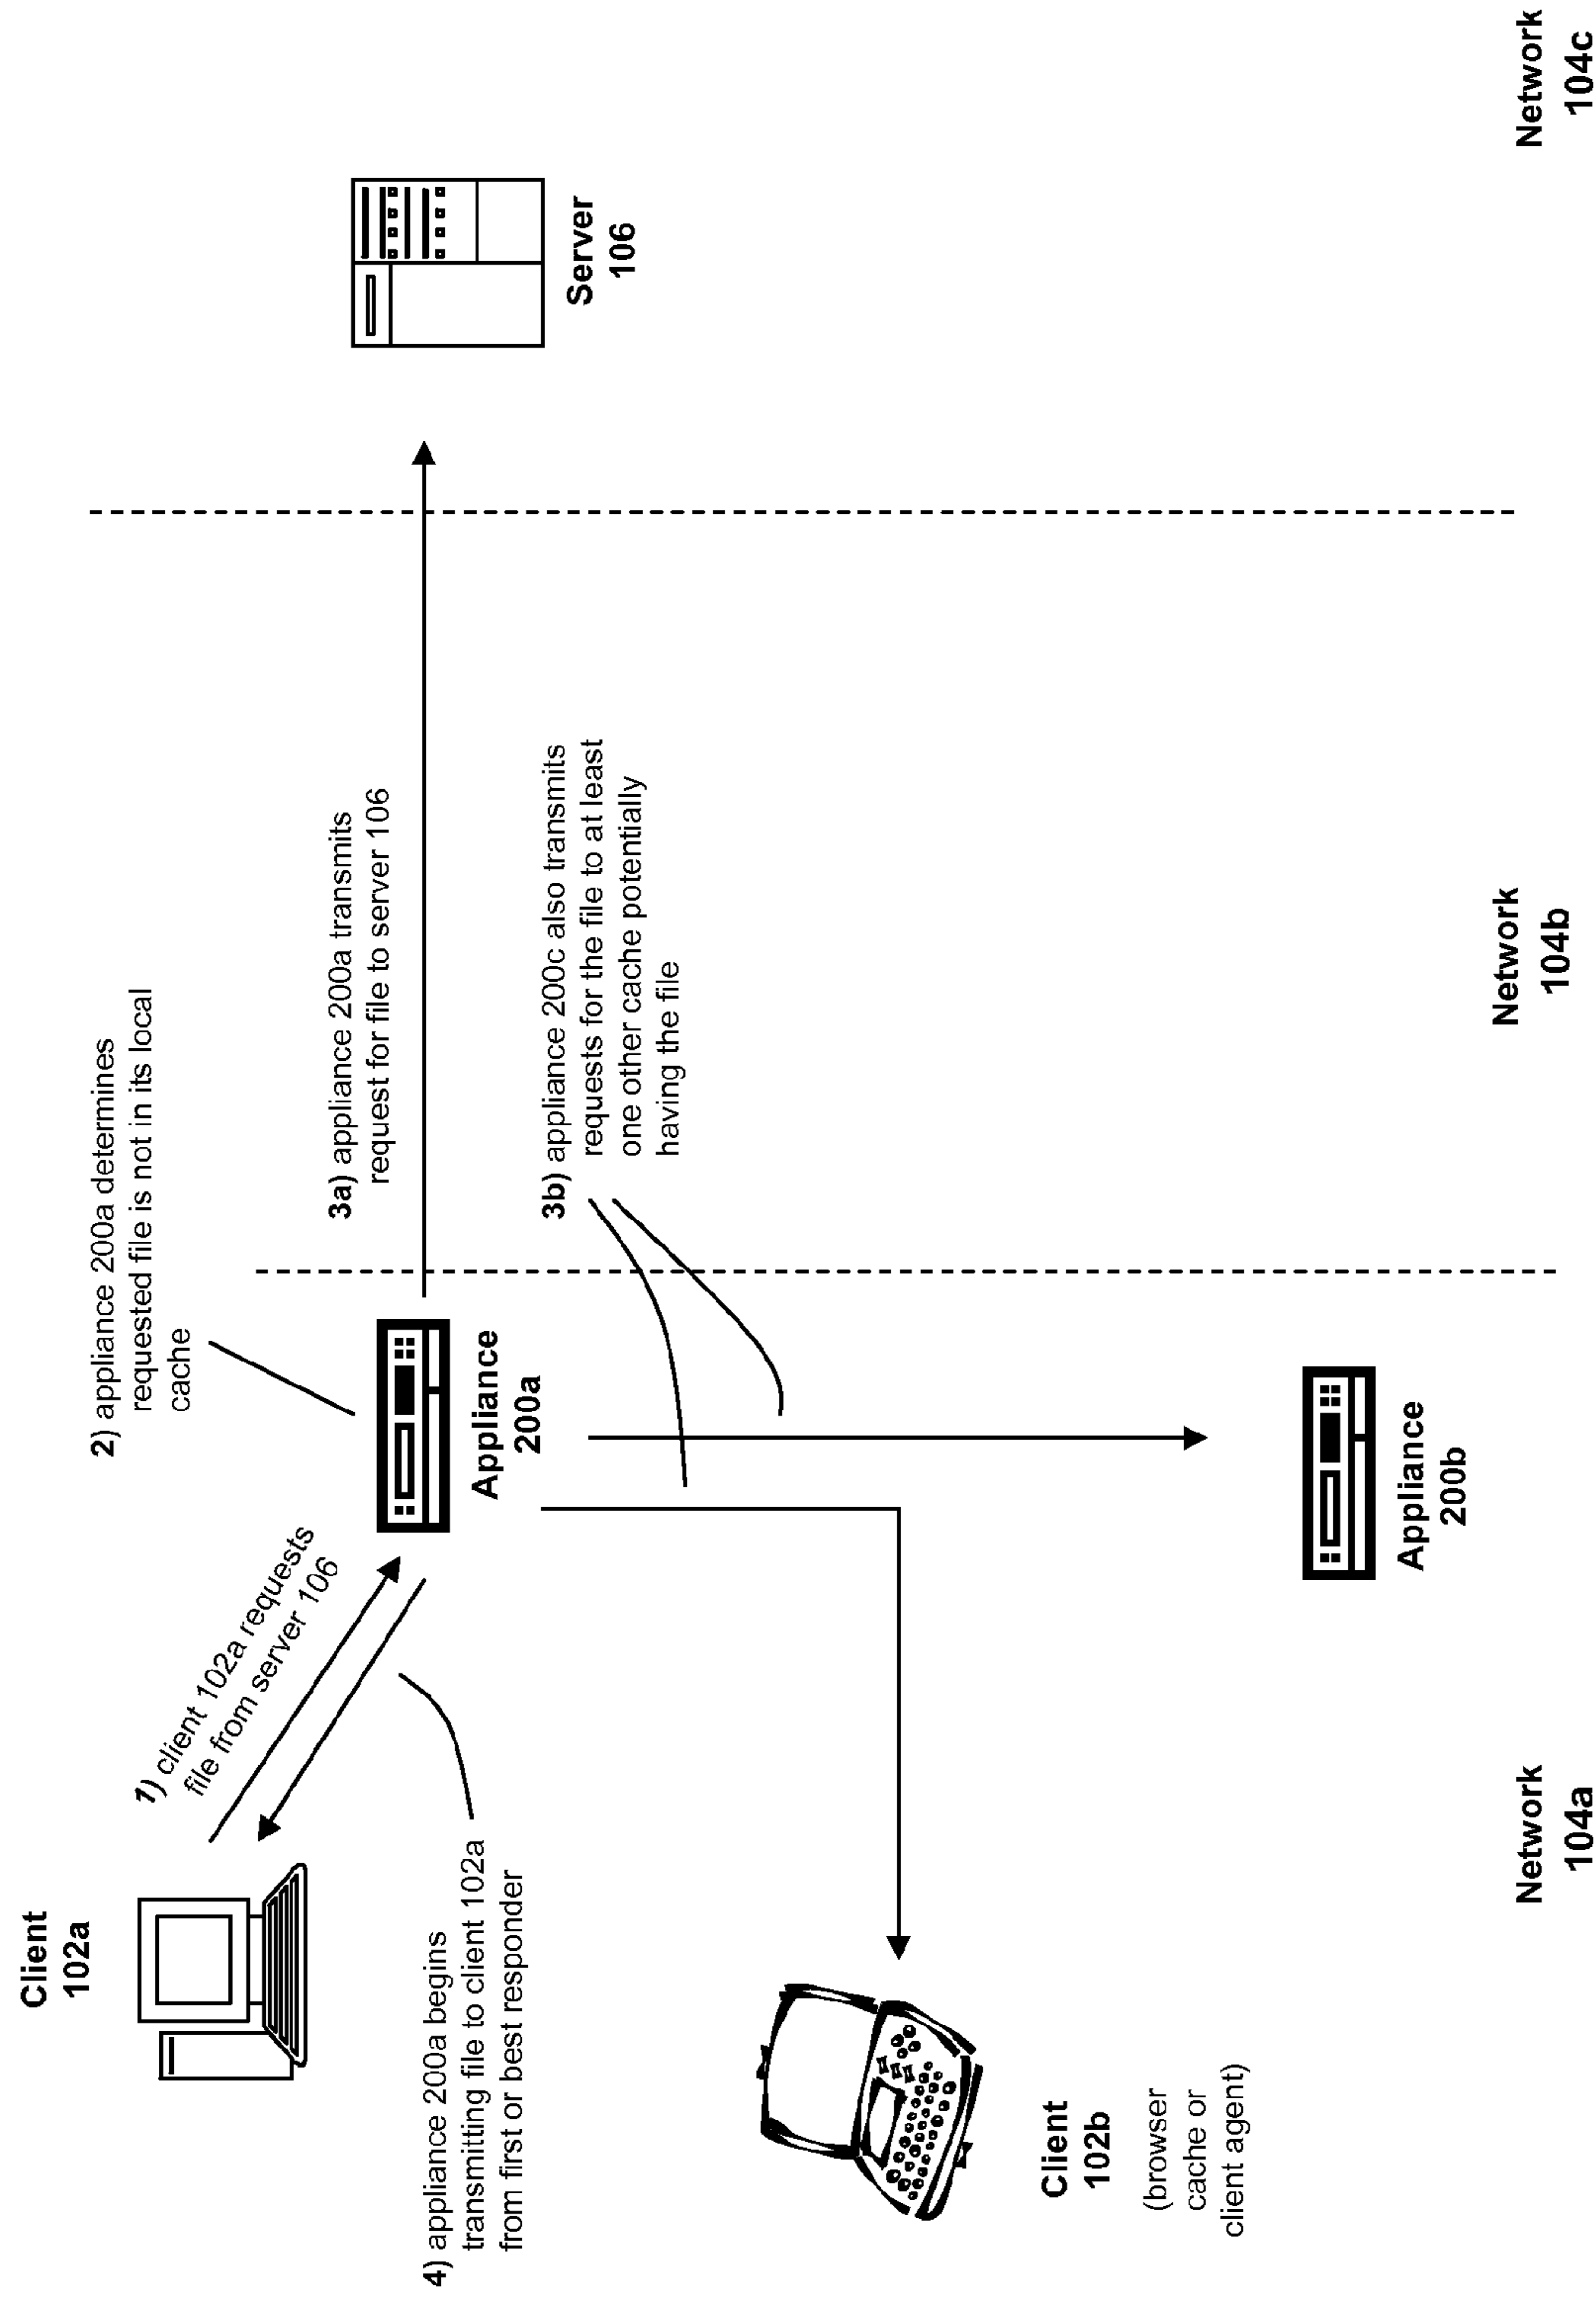 Client
102a
1) client 102a requests
file from server 106
2) appliance 200a determines
requested file is not in its local
cache
Appliance
200a
3a) appliance 200a transmits
request for file to server 106
Server
106
4) appliance 200a begins
transmitting file to client 102a
from first or best responder
3b) appliance 200c also transmits
requests for the file to at least
one other cache potentially
having the file
Client
102b
(browser
cache or
client agent)
Appliance
200b
Network
104a
Network
104b
Network
104c